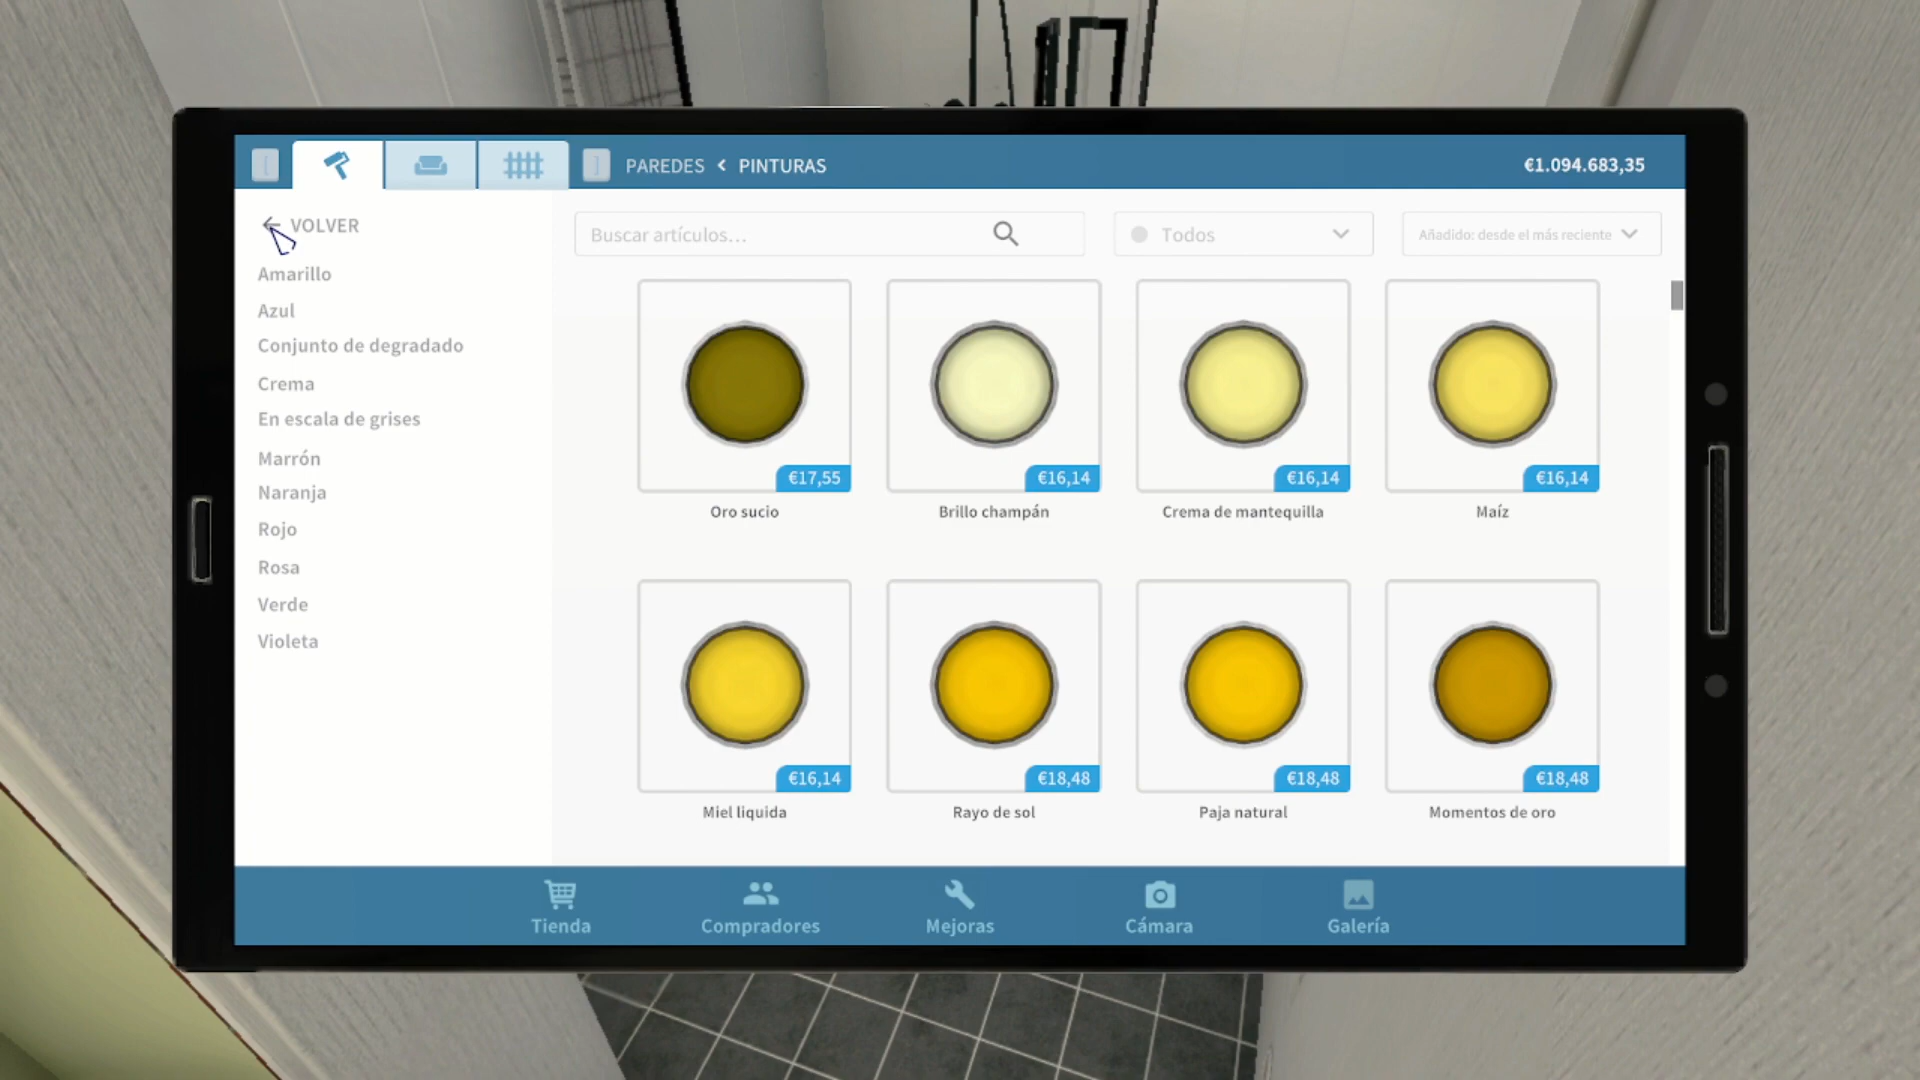 PAREDES < PINTURAS
€1.094.683,35
VOLVER
Amarillo
Azul
Conjunto de degradado
Crema
En escala de grises
Marrón
Naranja
Rojo
Rosa
Verde
Violeta
Buscar artículos...
Todos
Añadido: desde el más reciente
€17,55
€16,14
€16,14
€16,14
Oro sucio
Brillo champán
Crema de mantequilla
Maíz
€16,14
€18,48
€18,48
€18,48
Miel liquida
Rayo de sol
Paja natural
Momentos de oro
Tienda
Compradores
Mejoras
Cámara
Galería